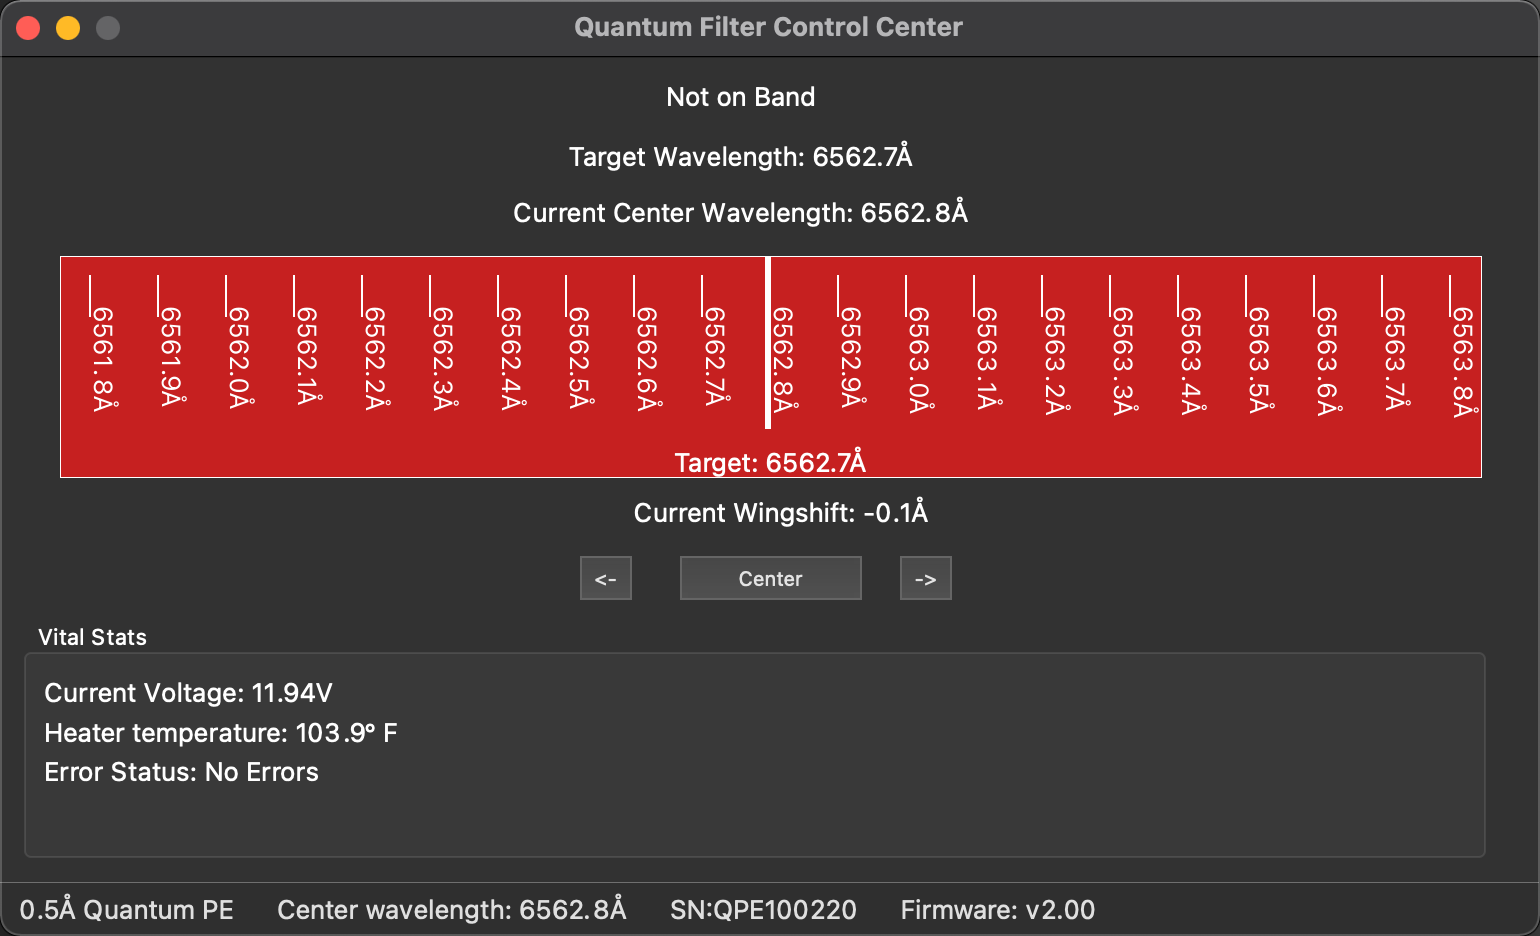 Quantum Filter Control Center
Not on Band
Target Wavelength: 6562.7Å
Current Center Wavelength: 6562.8Å
6561.8Å
6561.9Å
6562.0Å
6562.1Å
6562.2Å
6562.3Å
6562.4Å
6562.5Å
6562.6Å
6562.7Å
6562.8Å
6562.9Å
6563.0Å
6563.1Å
6563.2Å
6563.3Å
6563.4Å
6563.5Å
6563.6Å
6563.7Å
6563.8Å
Target: 6562.7Å
Current Wingshift: -0.1Å
<- Center ->
Vital Stats
Current Voltage: 11.94V
Heater temperature: 103.9° F
Error Status: No Errors
0.5Å Quantum PE Center wavelength: 6562.8Å SN:QPE100220 Firmware: v2.00